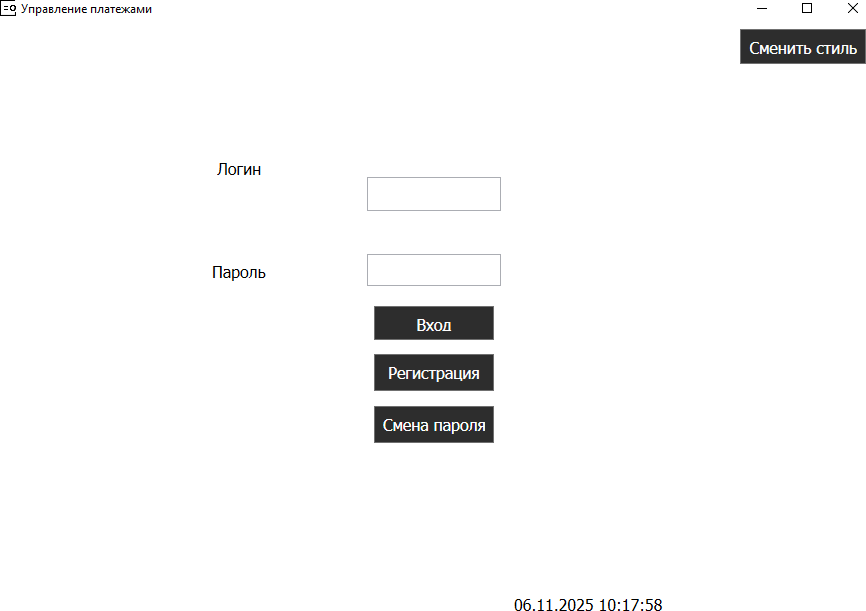 Управление платежами
Сменить стиль
Логин
Пароль
Вход
Регистрация
Смена пароля
06.11.2025 10:17:58